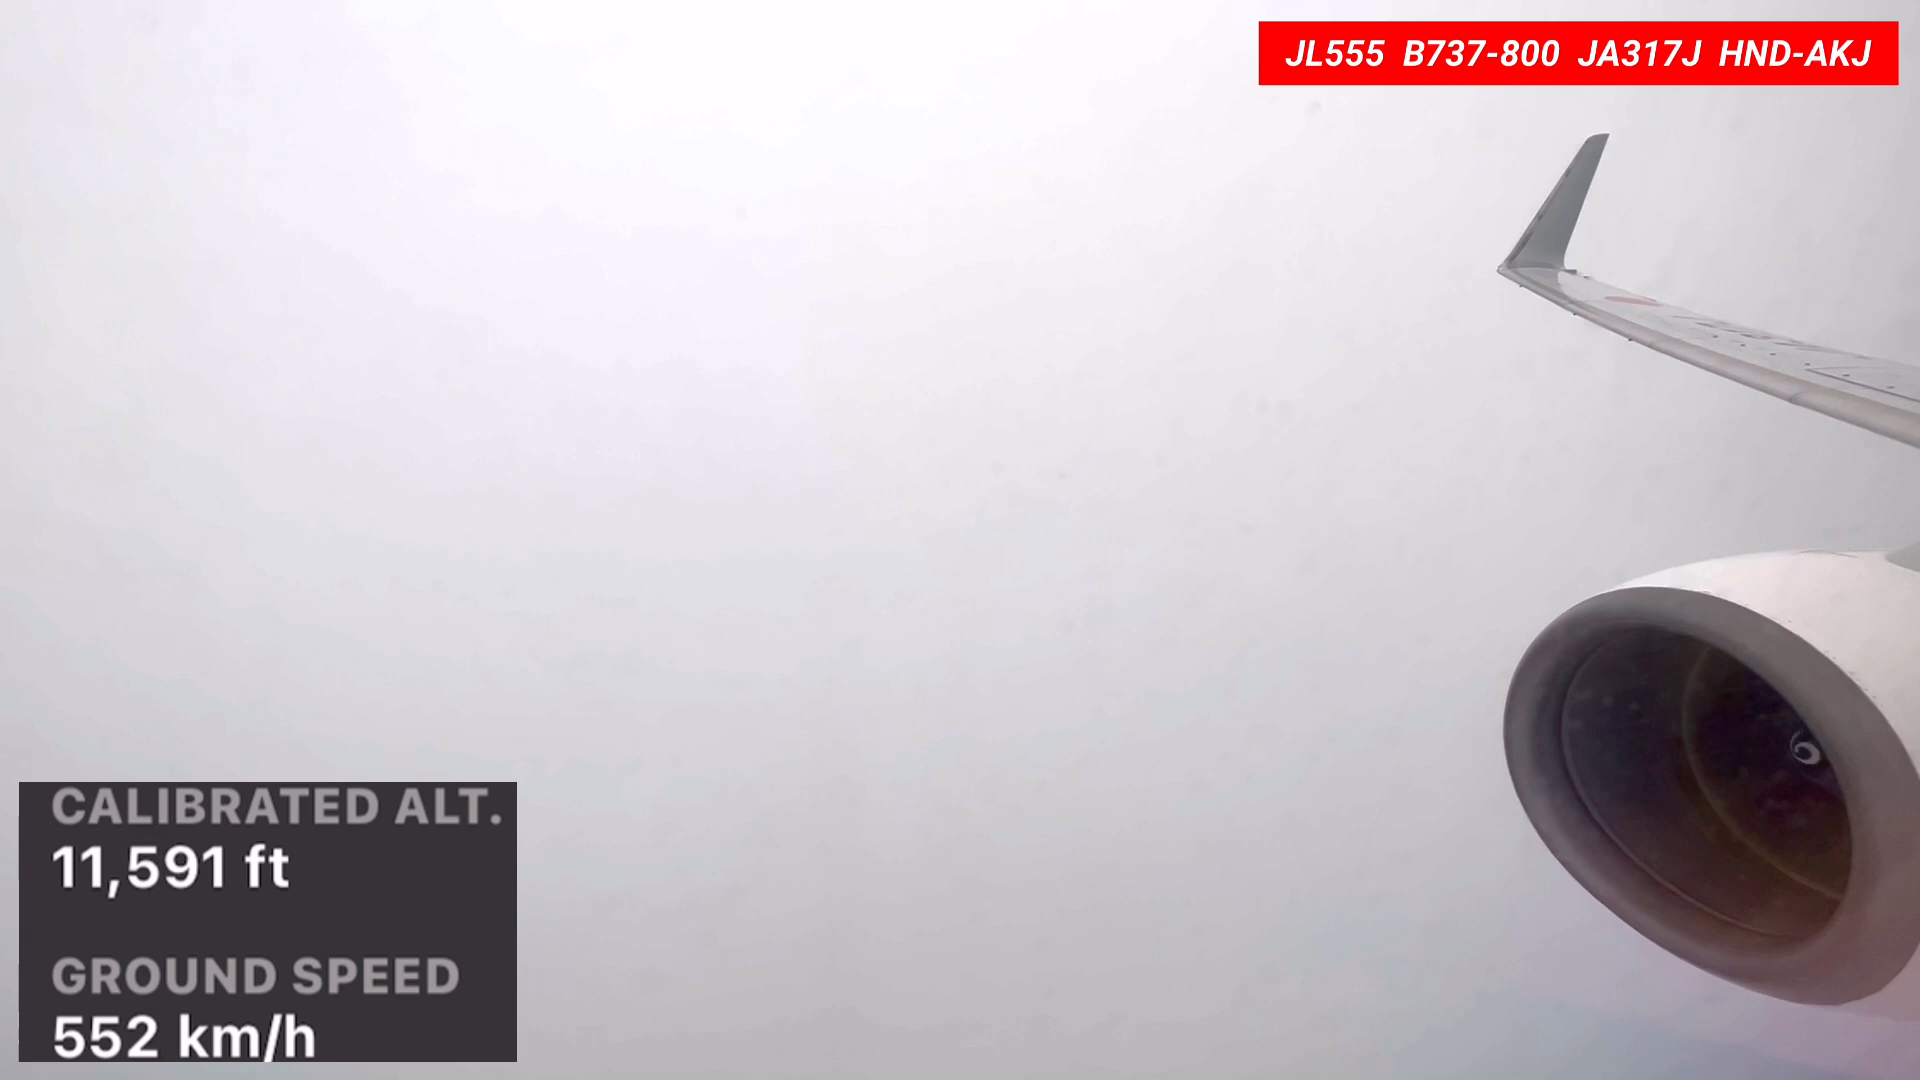 JL555 B737-800 JA317J HND-AKJ
CALIBRATED ALT.
11,591 ft
GROUND SPEED
552 km/h